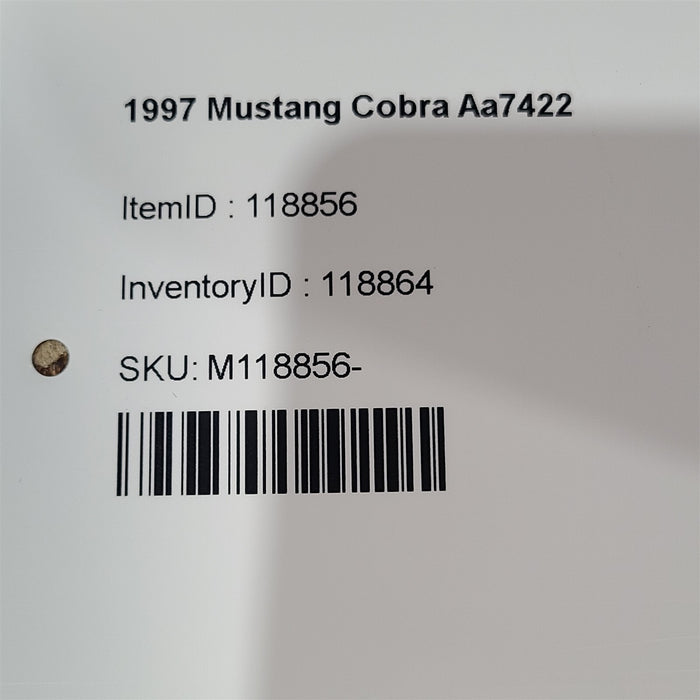 1997 Mustang Cobra Aa7422
ItemID : 118856
InventoryID : 118864
SKU: M118856-